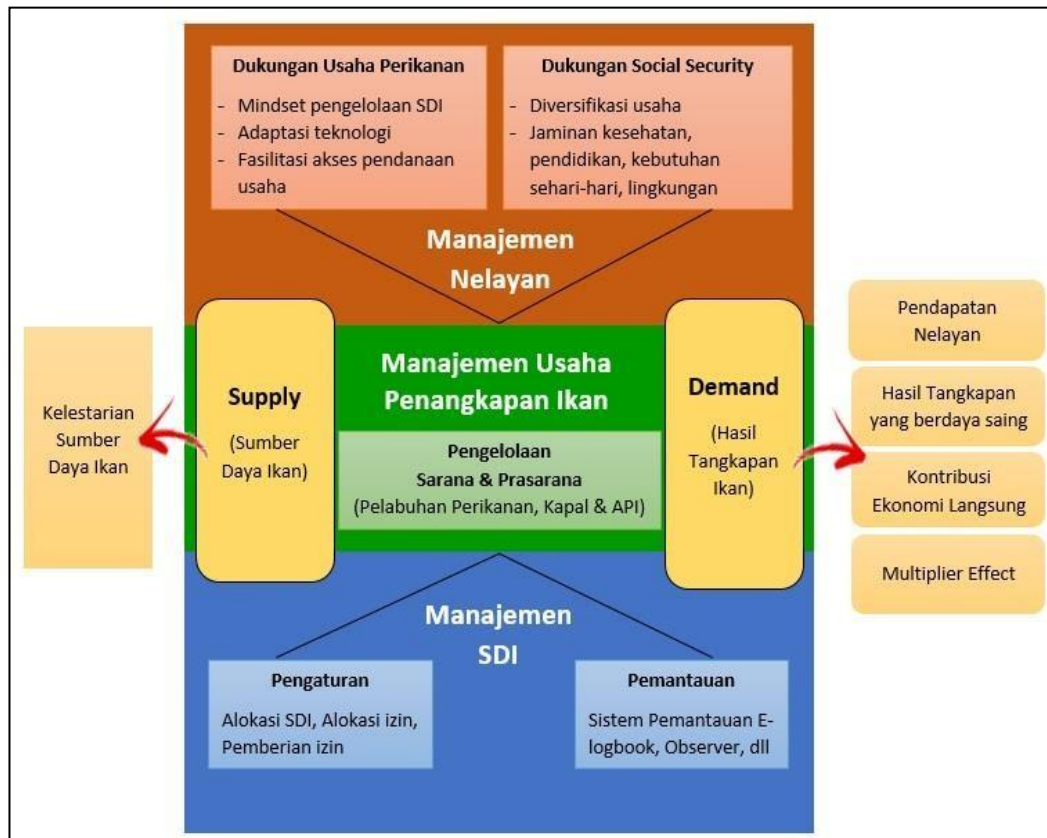 Dukungan Usaha Perikanan
- Mindset pengelolaan SDI
- Adaptasi teknologi
- Fasilitasi akses pendanaan
usaha
Dukungan Social Security
- Diversifikasi usaha
- Jaminan kesehatan,
pendidikan, kebutuhan
sehari-hari, lingkungan
Manajemen
Nelayan
Kelestarian
Sumber
Daya Ikan
Supply
(Sumber
Daya Ikan)
Manajemen Usaha
Penangkapan Ikan
Pengelolaan
Sarana & Prasarana
(Pelabuhan Perikanan, Kapal & API)
Demand
(Hasil
Tangkapan
Ikan)
Pendapatan
Nelayan
Hasil Tangkapan
yang berdaya saing
Kontribusi
Ekonomi Langsung
Multiplier Effect
Manajemen
SDI
Pengaturan
Alokasi SDI, Alokasi izin,
Pemberian izin
Pemantauan
Sistem Pemantauan E-
logbook, Observer, dll